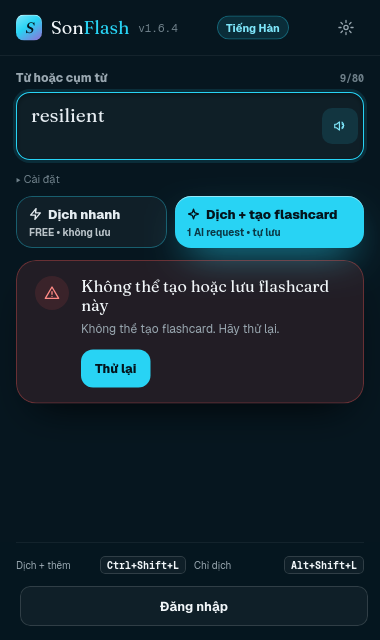 S SonFlash v1.6.4 Tiếng Hàn
Từ hoặc cụm từ 9/80
resilient
▸ Cài đặt
Dịch nhanh
FREE • không lưu
Dịch + tạo flashcard
1 AI request • tự lưu
Không thể tạo hoặc lưu flashcard
này
Không thể tạo flashcard. Hãy thử lại.
Thử lại
Dịch + thêm Ctrl+Shift+L Chỉ dịch Alt+Shift+L
Đăng nhập